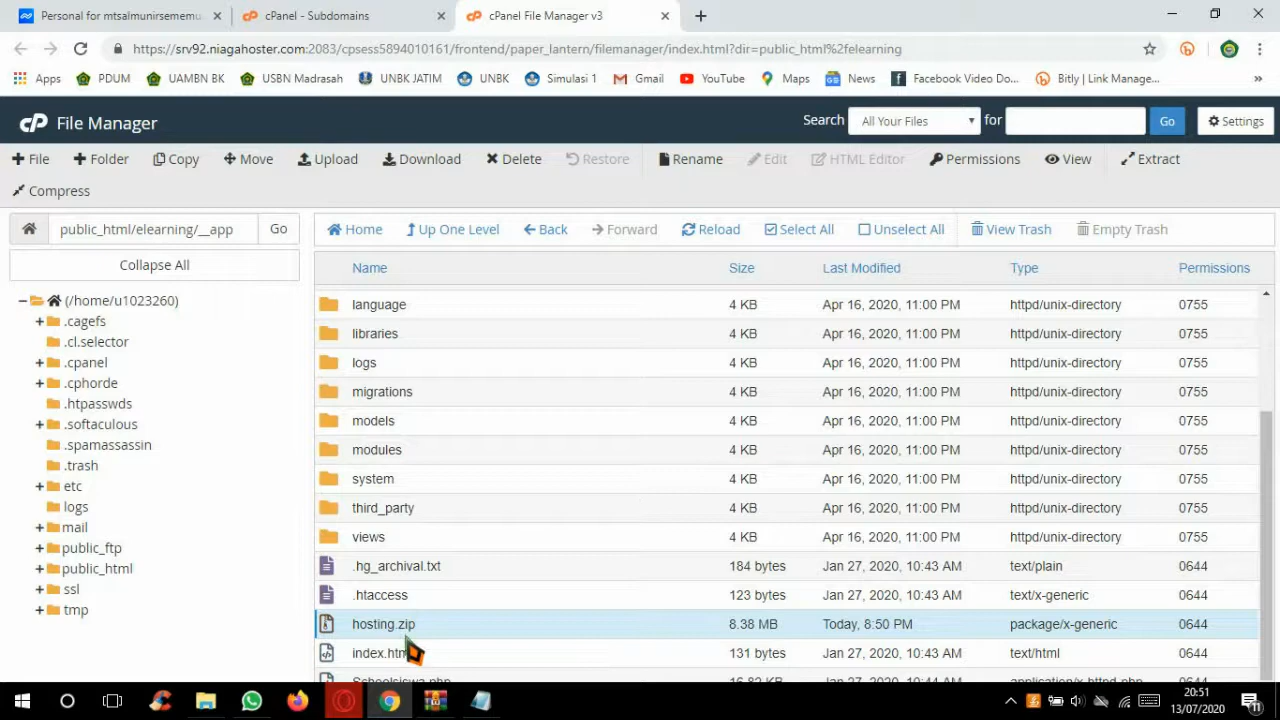 Personal for mtsalmunirsememu
cPanel - Subdomains
cPanel File Manager v3
https://srv92.niagahoster.com:2083/cpsess5894010161/frontend/paper_lantern/filemanager/index.html?dir=public_html%2felearning
Apps PDUM UAMBN BK USBN Madrasah UNBK JATIM UNBK Simulasi 1 Gmail YouTube Maps News Facebook Video Do... Bitly | Link Manage... »
cP File Manager
Search All Your Files for Go Settings
File Folder Copy Move Upload Download Delete Restore Rename Edit HTML Editor Permissions View Extract
Compress
public_html/elearning/__app Go
Home Up One Level Back Forward Reload Select All Unselect All View Trash Empty Trash
Collapse All
(/home/u1023260)
.cagefs
.cl.selector
.cpanel
.cphorde
.htpasswds
.softaculous
.spamassassin
.trash
etc
logs
mail
public_ftp
public_html
ssl
tmp
Name Size Last Modified Type Permissions
language 4 KB Apr 16, 2020, 11:00 PM httpd/unix-directory 0755
libraries 4 KB Apr 16, 2020, 11:00 PM httpd/unix-directory 0755
logs 4 KB Apr 16, 2020, 11:00 PM httpd/unix-directory 0755
migrations 4 KB Apr 16, 2020, 11:00 PM httpd/unix-directory 0755
models 4 KB Apr 16, 2020, 11:00 PM httpd/unix-directory 0755
modules 4 KB Apr 16, 2020, 11:00 PM httpd/unix-directory 0755
system 4 KB Apr 16, 2020, 11:00 PM httpd/unix-directory 0755
third_party 4 KB Apr 16, 2020, 11:00 PM httpd/unix-directory 0755
views 4 KB Apr 16, 2020, 11:00 PM httpd/unix-directory 0755
.hg_archival.txt 184 bytes Jan 27, 2020, 10:43 AM text/plain 0644
.htaccess 123 bytes Jan 27, 2020, 10:43 AM text/x-generic 0644
hosting.zip 8.38 MB Today, 8:50 PM package/x-generic 0644
index.htm 131 bytes Jan 27, 2020, 10:43 AM text/html 0644
20:51
13/07/2020
11